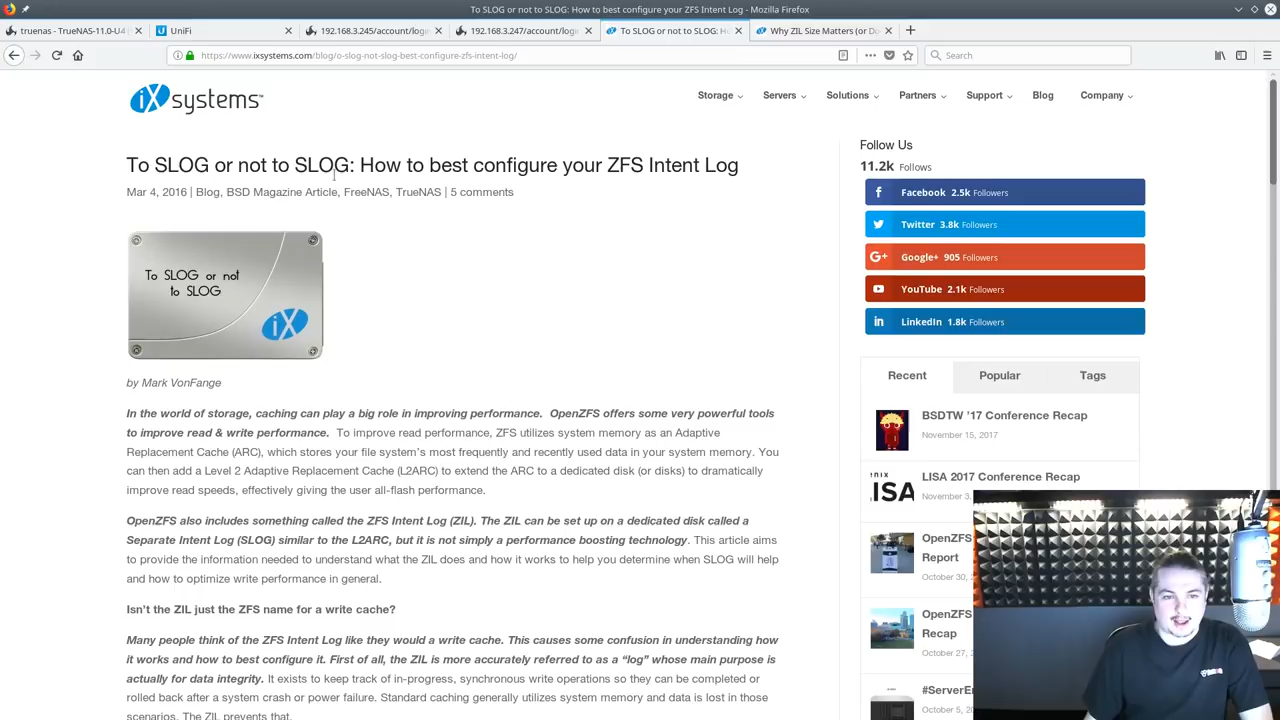 To SLOG or not to SLOG: How to best configure your ZFS Intent Log - Mozilla Firefox
truenas - TrueNAS-11.0-U4
UniFi
192.168.3.245/account/login
192.168.3.247/account/login
To SLOG or not to SLOG: H
Why ZIL Size Matters (or Do
https://www.ixsystems.com/blog/o-slog-not-slog-best-configure-zfs-intent-log/
Search
iXsystems™
Storage
Servers
Solutions
Partners
Support
Blog
Company
To SLOG or not to SLOG: How to best configure your ZFS Intent Log
Mar 4, 2016 | Blog, BSD Magazine Article, FreeNAS, TrueNAS | 5 comments
To SLOG or not
to SLOG
iX
by Mark VonFange
In the world of storage, caching can play a big role in improving performance. OpenZFS offers some very powerful tools
to improve read & write performance. To improve read performance, ZFS utilizes system memory as an Adaptive
Replacement Cache (ARC), which stores your file system's most frequently and recently used data in your system memory. You
can then add a Level 2 Adaptive Replacement Cache (L2ARC) to extend the ARC to a dedicated disk (or disks) to dramatically
improve read speeds, effectively giving the user all-flash performance.
OpenZFS also includes something called the ZFS Intent Log (ZIL). The ZIL can be set up on a dedicated disk called a
Separate Intent Log (SLOG) similar to the L2ARC, but it is not simply a performance boosting technology. This article aims
to provide the information needed to understand what the ZIL does and how it works to help you determine when SLOG will help
and how to optimize write performance in general.
Isn't the ZIL just the ZFS name for a write cache?
Many people think of the ZFS Intent Log like they would a write cache. This causes some confusion in understanding how
it works and how to best configure it. First of all, the ZIL is more accurately referred to as a “log” whose main purpose is
actually for data integrity. It exists to keep track of in-progress, synchronous write operations so they can be completed or
rolled back after a system crash or power failure. Standard caching generally utilizes system memory and data is lost in those
scenarios. The ZIL prevents that.
Follow Us
11.2k Follows
Facebook 2.5k Followers
Twitter 3.8k Followers
G+ Google+ 905 Followers
YouTube 2.1k Followers
in LinkedIn 1.8k Followers
Recent
Popular
Tags
BSDTW '17 Conference Recap
November 15, 2017
LISA 2017 Conference Recap
November 3,
OpenZFS
Report
October 30, 2
OpenZFS
Recap
October 27,
#ServerEn
October 5, 20